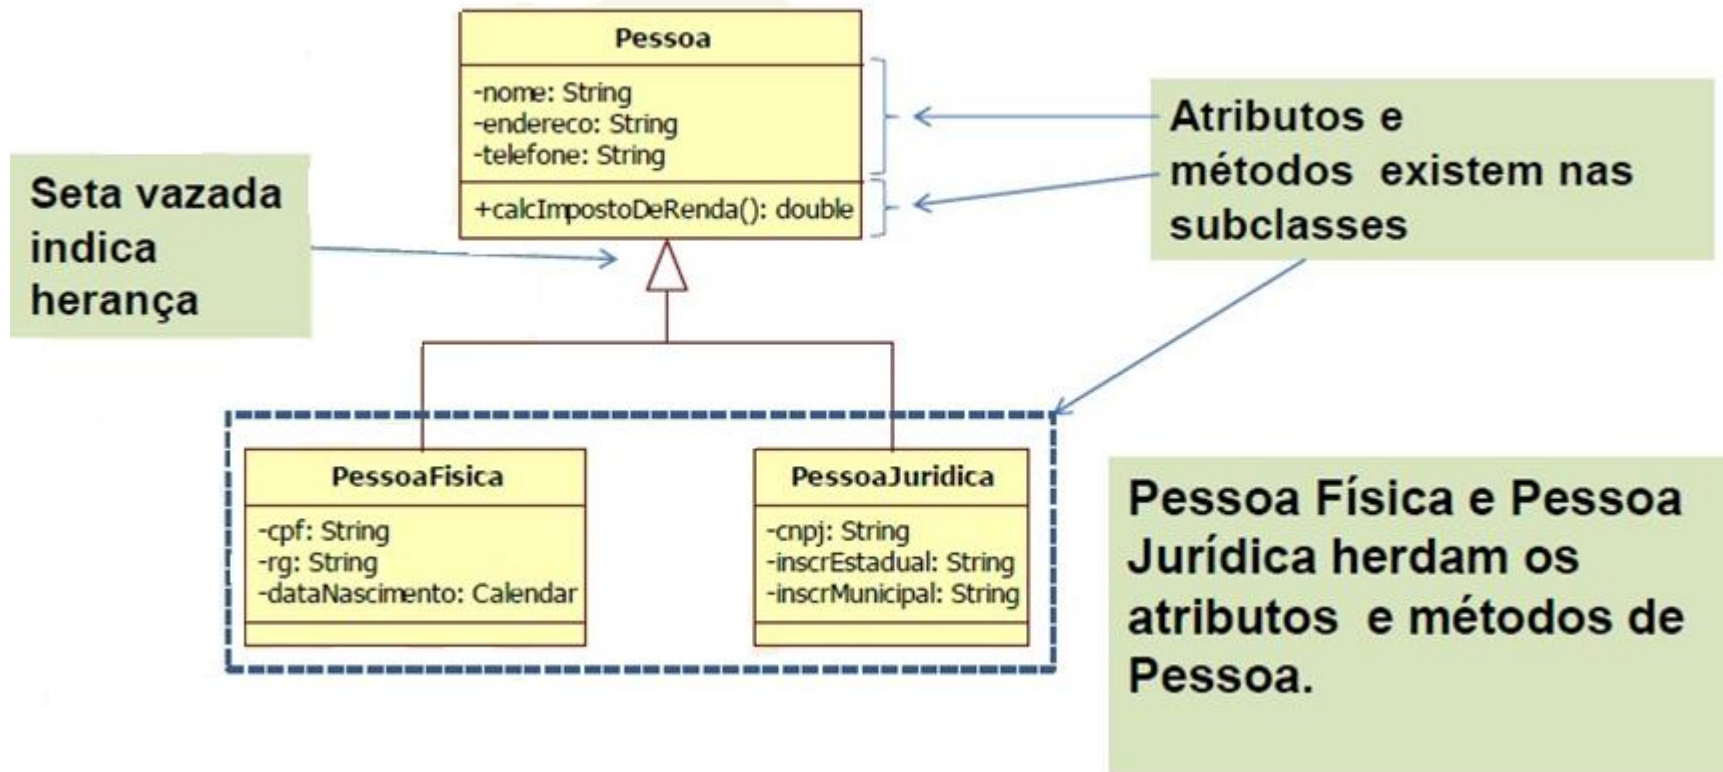 Pessoa
-nome: String
-endereco: String
-telefone: String
+calcImpostoDeRenda(): double
Seta vazada
indica
herança
Atributos e
métodos existem nas
subclasses
PessoaFisica
-cpf: String
-rg: String
-dataNascimento: Calendar
PessoaJuridica
-cnpj: String
-inscrEstadual: String
-inscrMunicipal: String
Pessoa Física e Pessoa
Jurídica herdam os
atributos e métodos de
Pessoa.